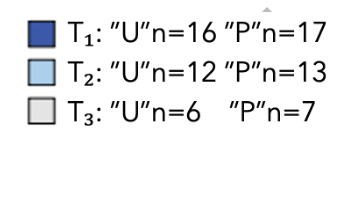 T₁: ”U”n=16 ”P”n=17
T₂: ”U”n=12 ”P”n=13
T₃: ”U”n=6 ”P”n=7